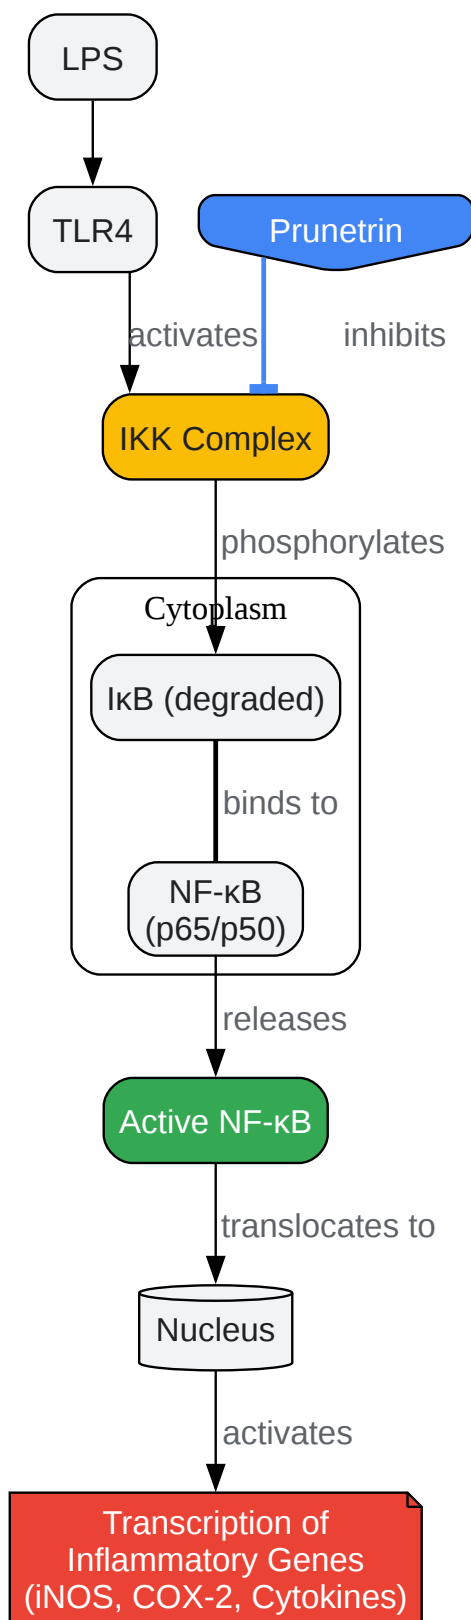 LPS
TLR4
Prunetrin
activates
inhibits
IKK Complex
phosphorylates
Cytoplasm
IκB (degraded)
binds to
NF-κB
(p65/p50)
releases
Active NF-κB
translocates to
Nucleus
activates
Transcription of
Inflammatory Genes
(iNOS, COX-2, Cytokines)